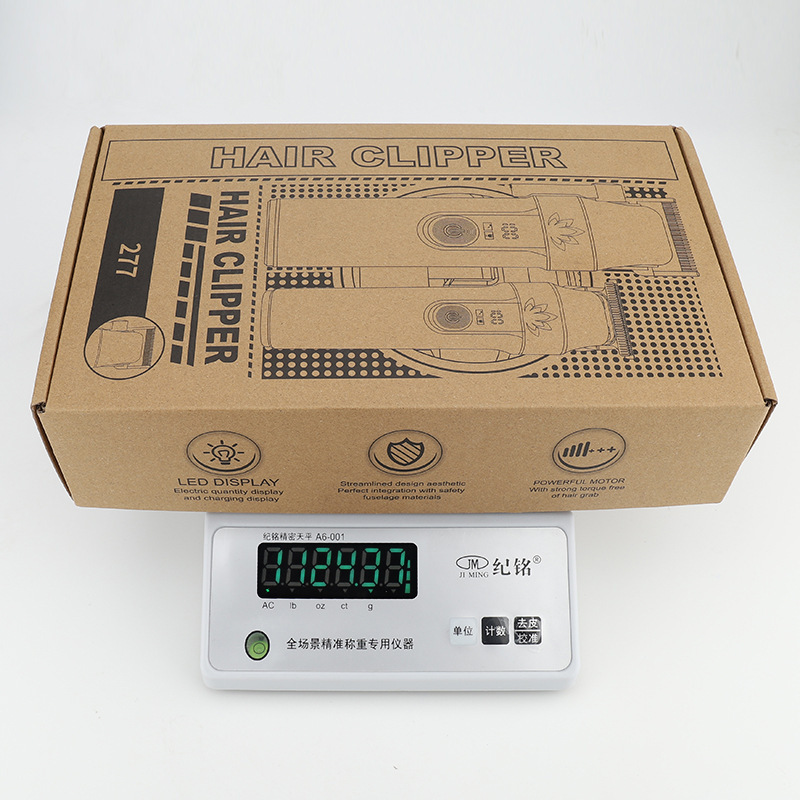 HAIR CLIPPER
HAIR CLIPPER
277
LED DISPLAY
Electric quantity display
and charging display
Streamlined design aesthetic
Perfect integration with safety
fuselage materials
POWERFUL MOTOR
With strong torque free
of hair grab
纪铭精密天平 A6-001
112437
AC lb oz ct g
JM
JI MING
纪铭®
单位
计数
去皮
校准
全场景精准称重专用仪器